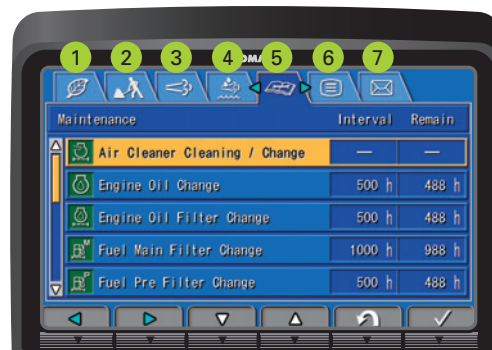 1 2 3 4 5 6 7
Maintenance Interval Remain
Air Cleaner Cleaning / Change — —
Engine Oil Change 500 h 488 h
Engine Oil Filter Change 500 h 488 h
M
Fuel Main Filter Change 1000 h 988 h
P
Fuel Pre Filter Change 500 h 488 h